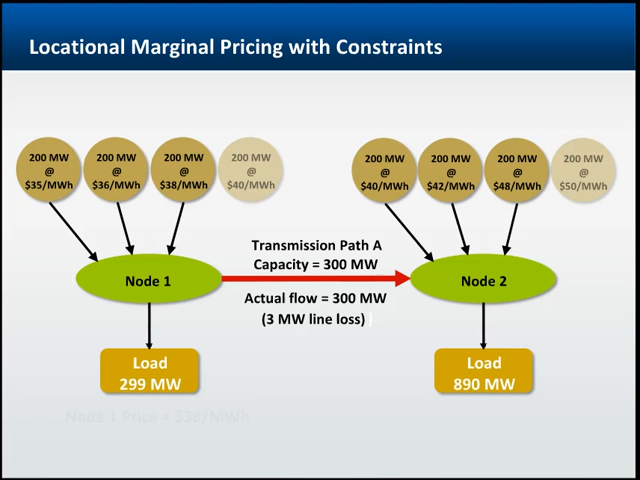 Locational Marginal Pricing with Constraints
200 MW
@
$35/MWh
200 MW
@
$36/MWh
200 MW
@
$38/MWh
200 MW
@
$40/MWh
200 MW
@
$40/MWh
200 MW
@
$42/MWh
200 MW
@
$48/MWh
200 MW
@
$50/MWh
Transmission Path A
Capacity = 300 MW
Node 1
Node 2
Actual flow = 300 MW
(3 MW line loss)
Load
299 MW
Load
890 MW
Node 1 Price = $38/MWh